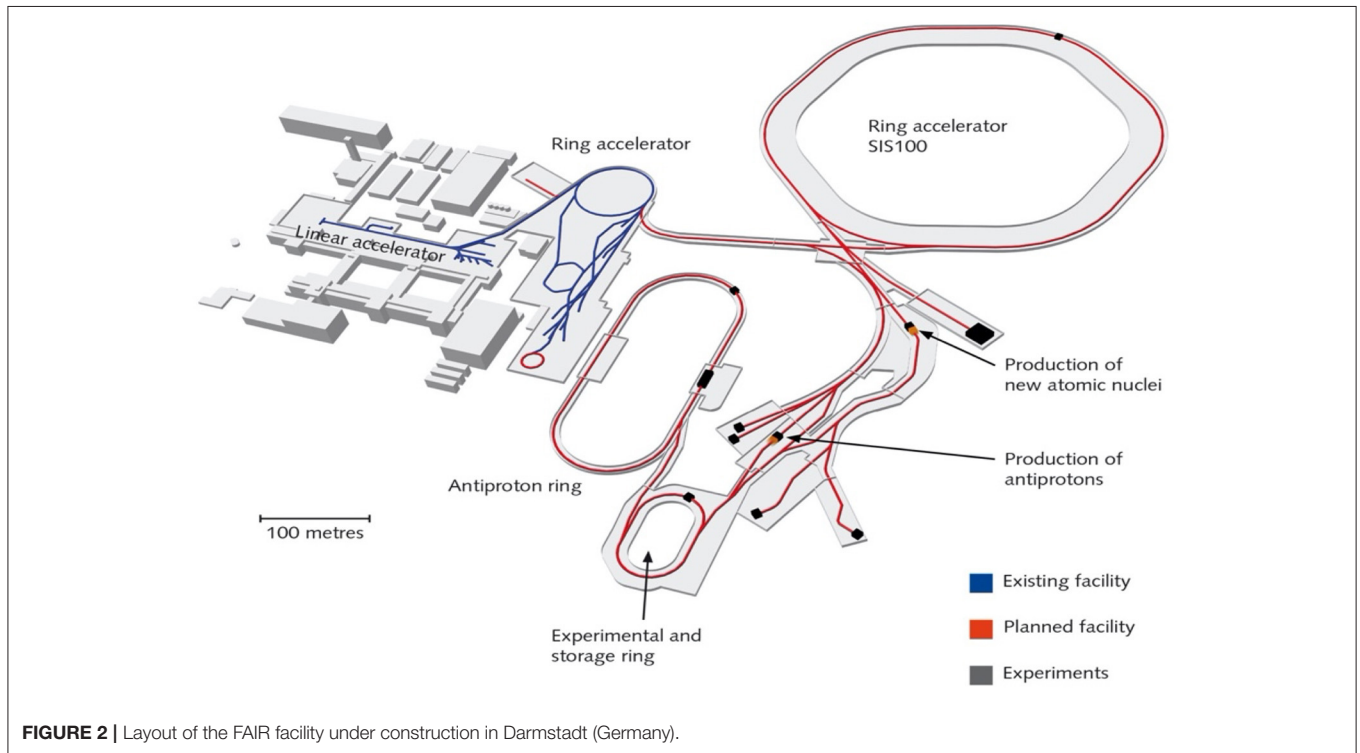 Ring accelerator
Ring accelerator
SIS100
Linear accelerator
Production of
new atomic nuclei
Production of
antiprotons
Antiproton ring
100 metres
Experimental and
storage ring
Existing facility
Planned facility
Experiments
FIGURE 2 | Layout of the FAIR facility under construction in Darmstadt (Germany).